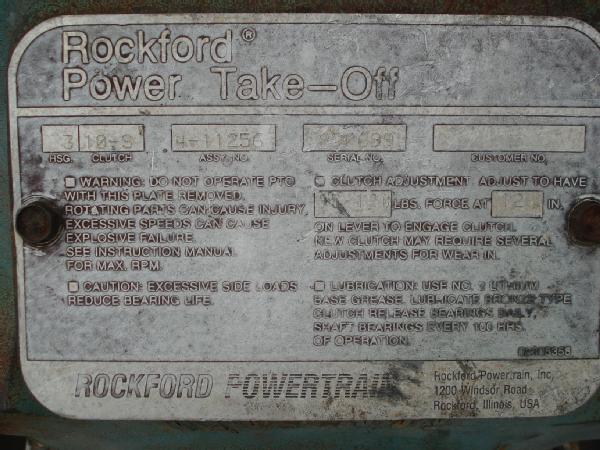 Rockford®
Power Take-Off
3 10-S 4-11256
HSG. CLUTCH ASSY. NO. SERIAL NO. CUSTOMER NO.
WARNING: DO NOT OPERATE PTO
WITH THIS PLATE REMOVED.
ROTATING PARTS CAN CAUSE INJURY.
EXCESSIVE SPEEDS CAN CAUSE
EXPLOSIVE FAILURE.
SEE INSTRUCTION MANUAL
FOR MAX. RPM.
CAUTION: EXCESSIVE SIDE LOADS
REDUCE BEARING LIFE.
CLUTCH ADJUSTMENT ADJUST TO HAVE
LBS. FORCE AT IN.
ON LEVER TO ENGAGE CLUTCH.
NEW CLUTCH MAY REQUIRE SEVERAL
ADJUSTMENTS FOR WEAR IN.
LUBRICATION: USE NO. 2 LITHIUM
BASE GREASE. LUBRICATE BRONZE TYPE
CLUTCH RELEASE BEARINGS DAILY,
SHAFT BEARINGS EVERY 100 HRS.
OF OPERATION.
ROCKFORD POWERTRAIN
Rockford Powertrain, Inc.
1200 Windsor Road
Rockford, Illinois, USA